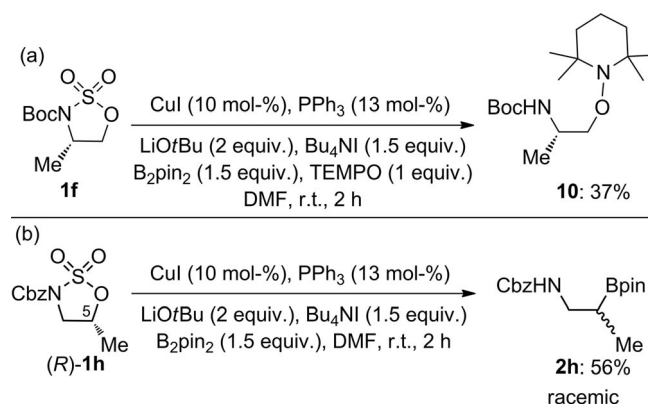 (a)
O O
S
BocN O
Me
1f
CuI (10 mol-%), PPh₃ (13 mol-%)
LiOtBu (2 equiv.), Bu₄NI (1.5 equiv.)
B₂pin₂ (1.5 equiv.), TEMPO (1 equiv.)
DMF, r.t., 2 h
N
BocHN O
Me
10: 37%
(b)
O O
S
CbzN O
5
Me
(R)-1h
CuI (10 mol-%), PPh₃ (13 mol-%)
LiOtBu (2 equiv.), Bu₄NI (1.5 equiv.)
B₂pin₂ (1.5 equiv.), DMF, r.t., 2 h
CbzHN Bpin
Me
2h: 56%
racemic